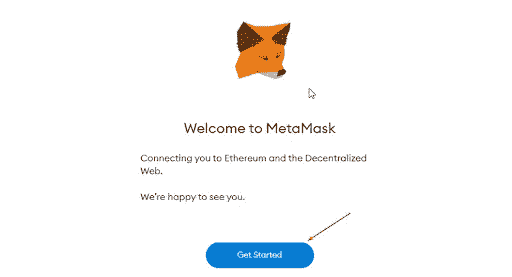 Welcome to MetaMask
Connecting you to Ethereum and the Decentralized
Web.
We're happy to see you.
Get Started